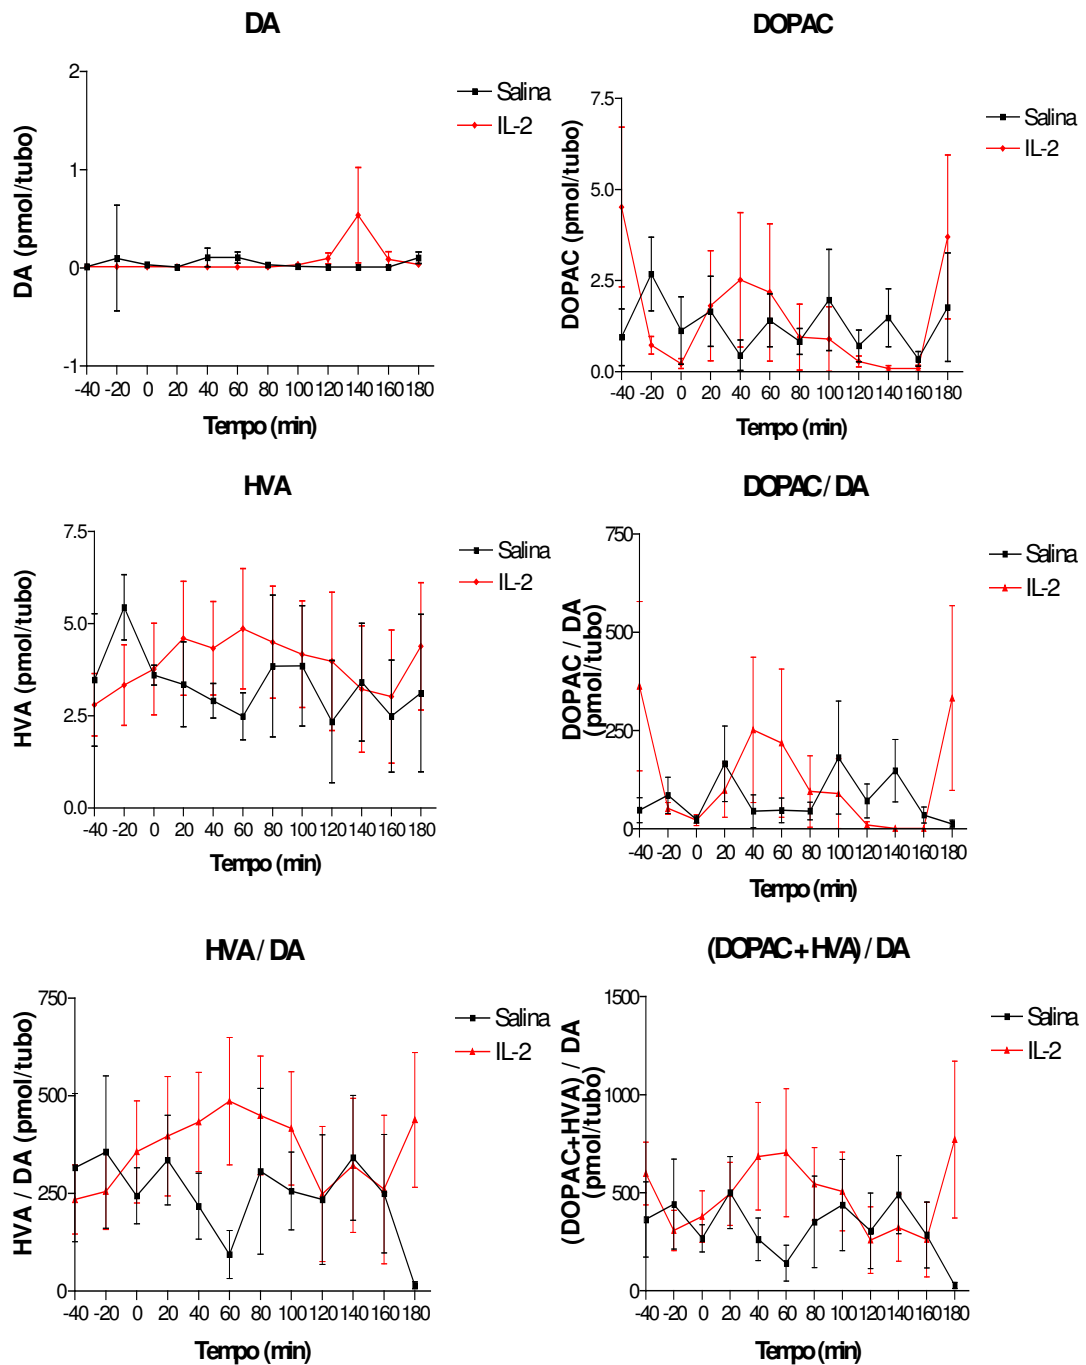 DA
2
1
0
-1
DA (pmol/tubo)
Salina
IL-2
-40 -20 0 20 40 60 80 100 120 140 160 180
Tempo (min)
DOPAC
7.5
5.0
2.5
0.0
DOPAC (pmol/tubo)
Salina
IL-2
-40 -20 0 20 40 60 80 100 120 140 160 180
Tempo (min)
HVA
7.5
5.0
2.5
0.0
HVA (pmol/tubo)
Salina
IL-2
-40 -20 0 20 40 60 80 100 120 140 160 180
Tempo (min)
DOPAC / DA
750
500
250
0
DOPAC / DA
(pmol/tubo)
Salina
IL-2
-40 -20 0 20 40 60 80 100 120 140 160 180
Tempo (min)
HVA / DA
750
500
250
0
HVA / DA (pmol/tubo)
Salina
IL-2
-40 -20 0 20 40 60 80 100 120 140 160 180
Tempo (min)
(DOPAC+HVA) / DA
1500
1000
500
0
(DOPAC+HVA) / DA
(pmol/tubo)
Salina
IL-2
-40 -20 0 20 40 60 80 100 120 140 160 180
Tempo (min)